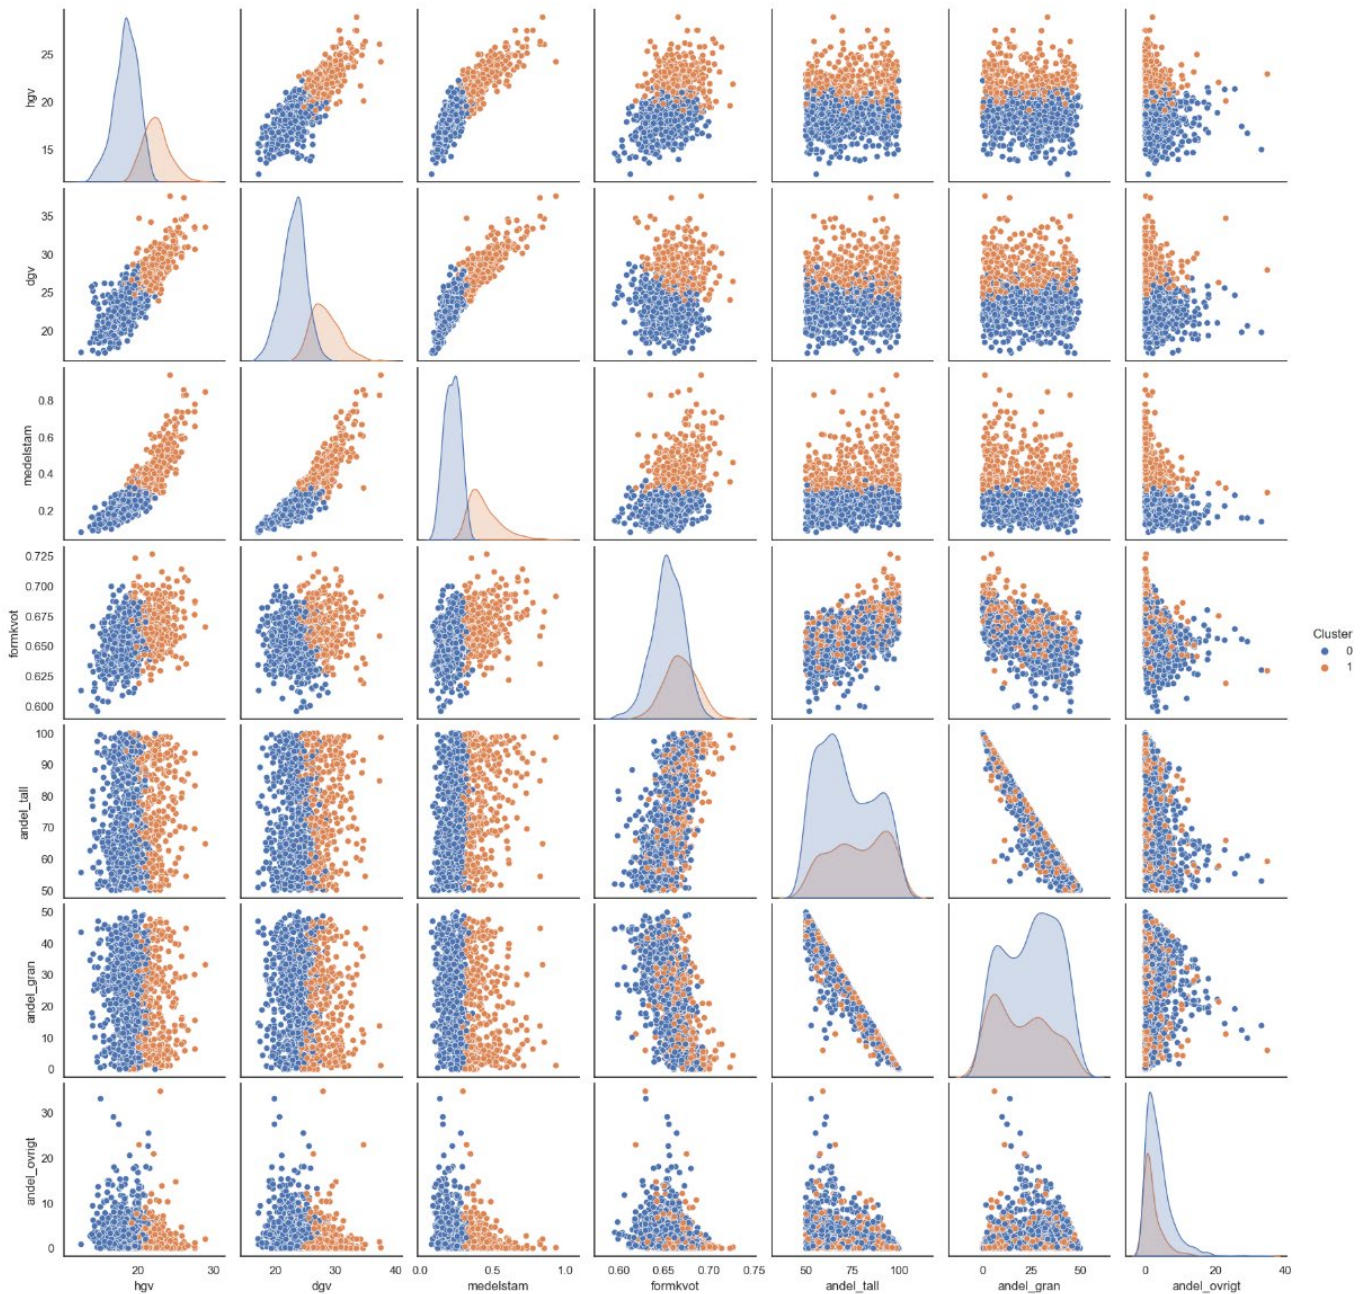 hgv
25
20
15
dgv
35
30
25
20
medelstam
0.8
0.6
0.4
0.2
formkvot
0.725
0.700
0.675
0.650
0.625
0.600
Cluster
0
1
andel_tall
100
90
80
70
60
50
andel_gran
50
40
30
20
10
0
andel_ovrigt
30
20
10
0
20 30
20 30 40
0.0 0.5 1.0
0.60 0.65 0.70 0.75
50 75 100
0 25 50
0 20 40
hgv dgv medelstam formkvot andel_tall andel_gran andel_ovrigt